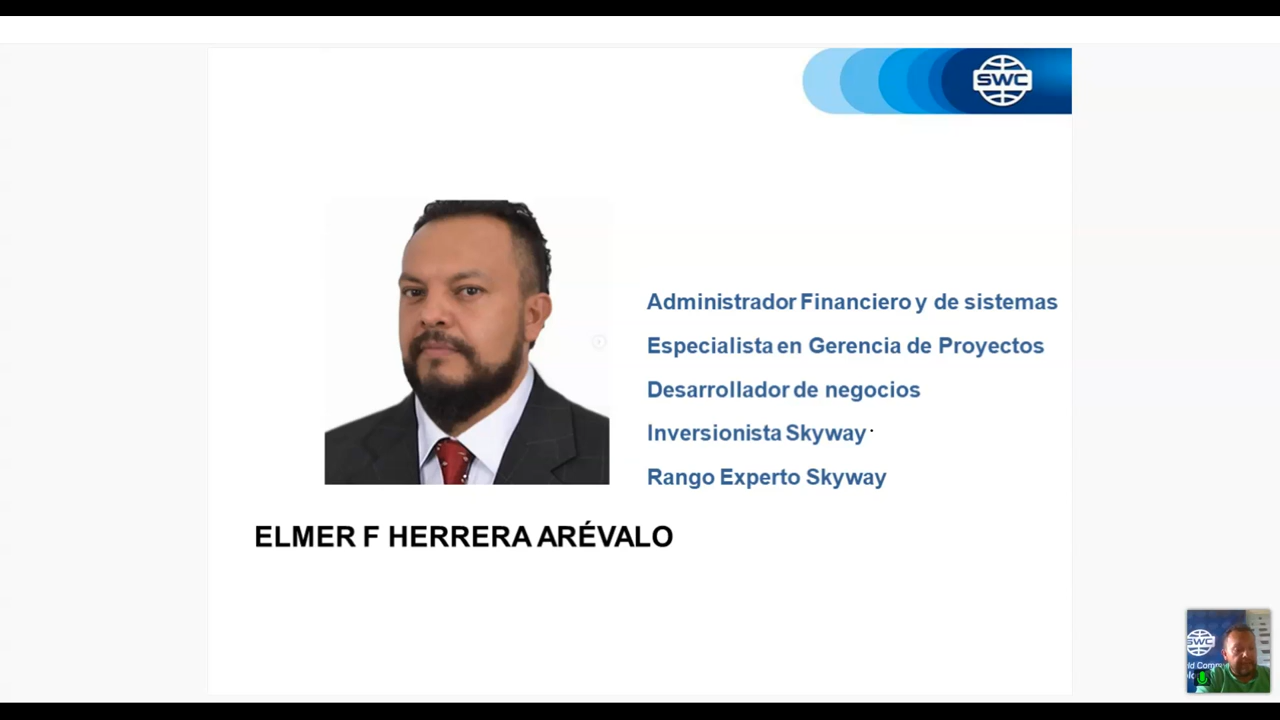 SWC
Administrador Financiero y de sistemas
Especialista en Gerencia de Proyectos
Desarrollador de negocios
Inversionista Skyway
Rango Experto Skyway
ELMER F HERRERA ARÉVALO
SWC